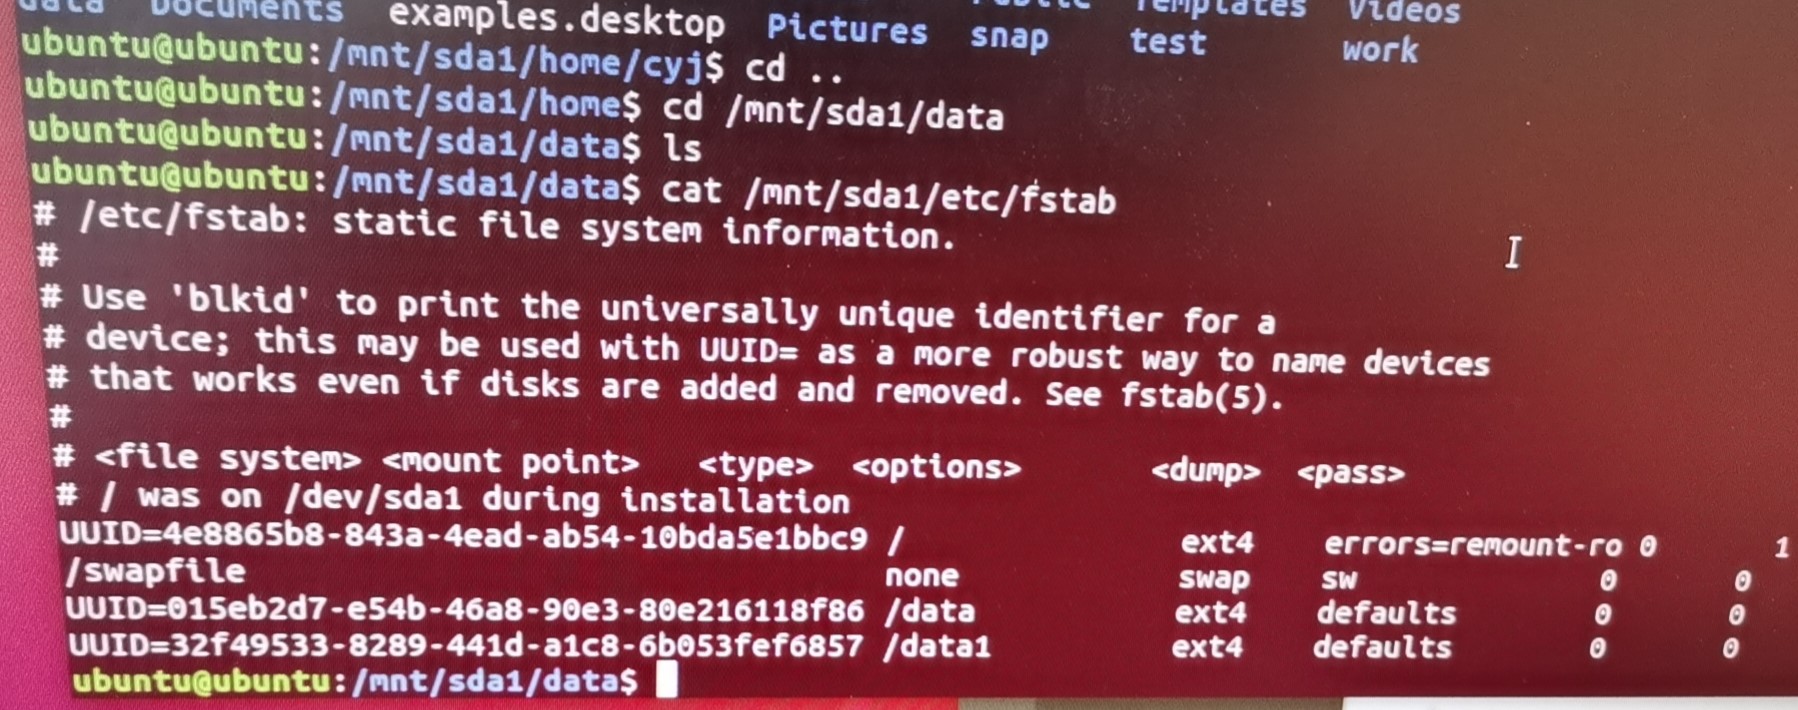 data Documents examples.desktop Pictures Templates Videos
snap test work
ubuntu@ubuntu:/mnt/sda1/home/cyj$ cd ..
ubuntu@ubuntu:/mnt/sda1/home$ cd /mnt/sda1/data
ubuntu@ubuntu:/mnt/sda1/data$ ls
ubuntu@ubuntu:/mnt/sda1/data$ cat /mnt/sda1/etc/fstab
# /etc/fstab: static file system information.
#
# Use 'blkid' to print the universally unique identifier for a
# device; this may be used with UUID= as a more robust way to name devices
# that works even if disks are added and removed. See fstab(5).
#
# <file system> <mount point>   <type>  <options>       <dump>  <pass>
# / was on /dev/sda1 during installation
UUID=4e8865b8-843a-4ead-ab54-10bda5e1bbc9 /               ext4    errors=remount-ro 0       1
/swapfile                                 none            swap    sw              0       0
UUID=015eb2d7-e54b-46a8-90e3-80e216118f86 /data           ext4    defaults        0       0
UUID=32f49533-8289-441d-a1c8-6b053fef6857 /data1          ext4    defaults        0       0
ubuntu@ubuntu:/mnt/sda1/data$